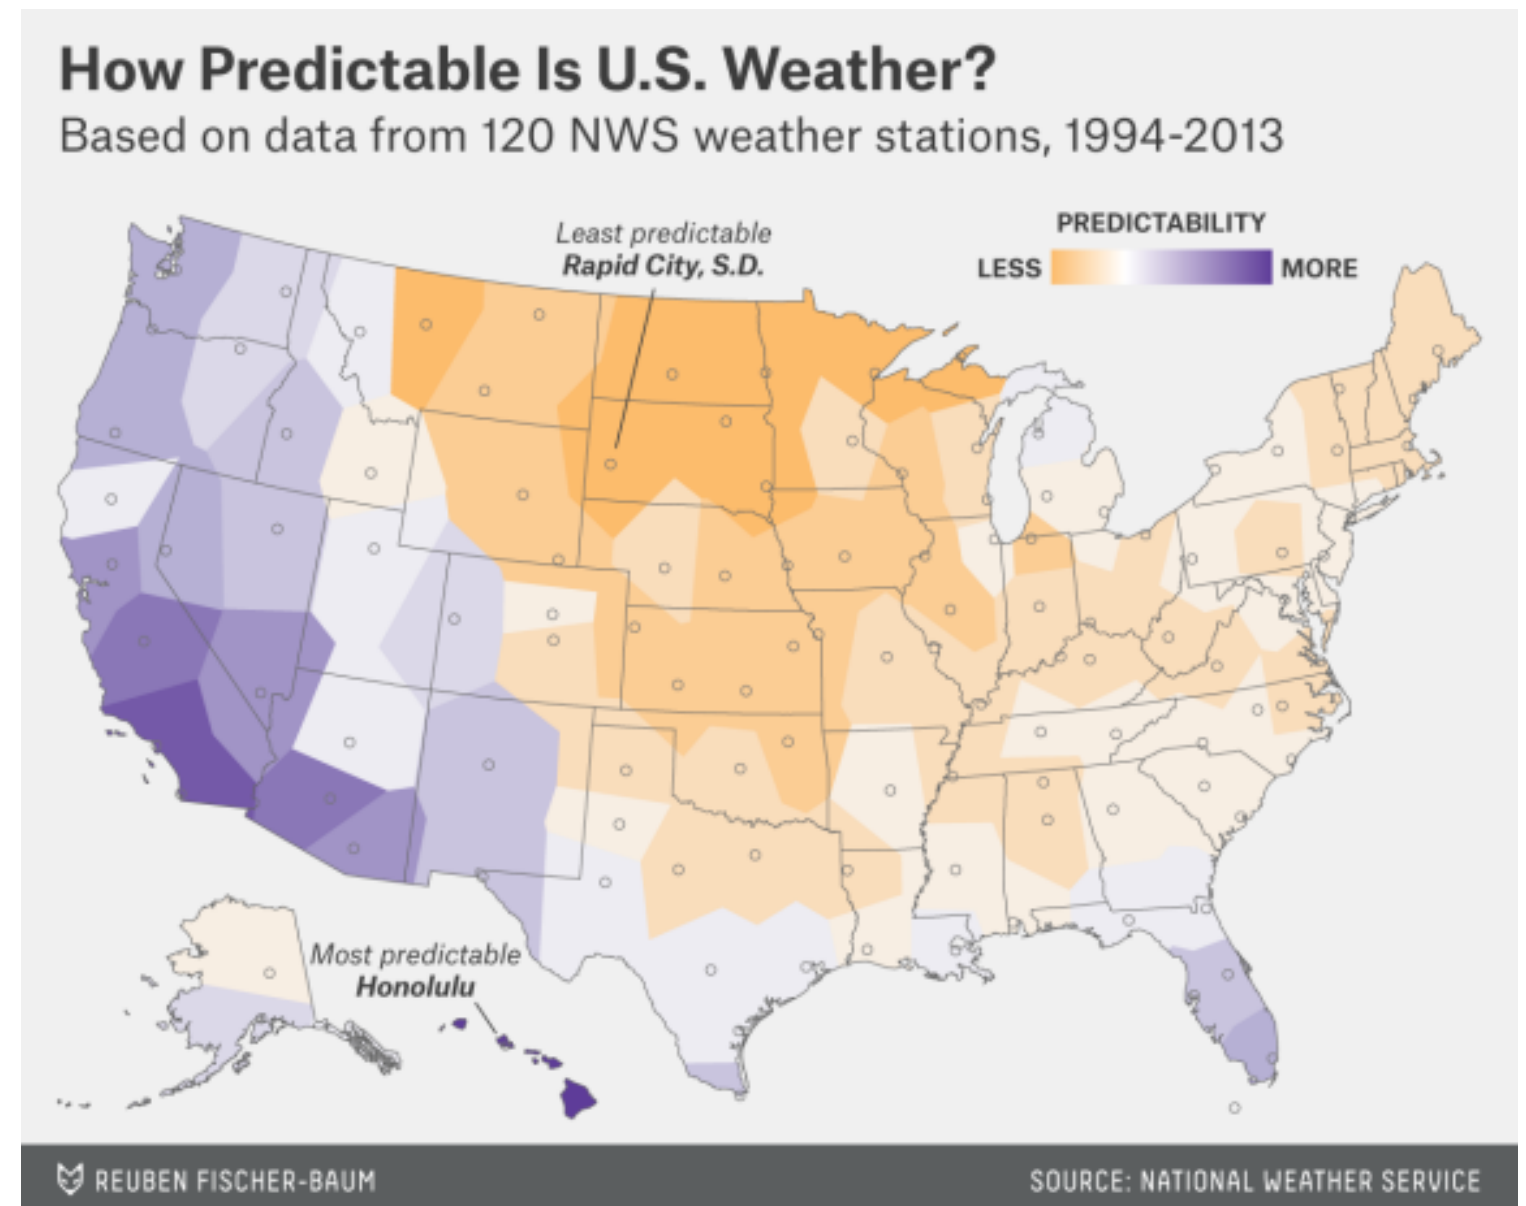 How Predictable Is U.S. Weather?
Based on data from 120 NWS weather stations, 1994-2013
Least predictable
Rapid City, S.D.
PREDICTABILITY
LESS MORE
Most predictable
Honolulu
REUBEN FISCHER-BAUM
SOURCE: NATIONAL WEATHER SERVICE